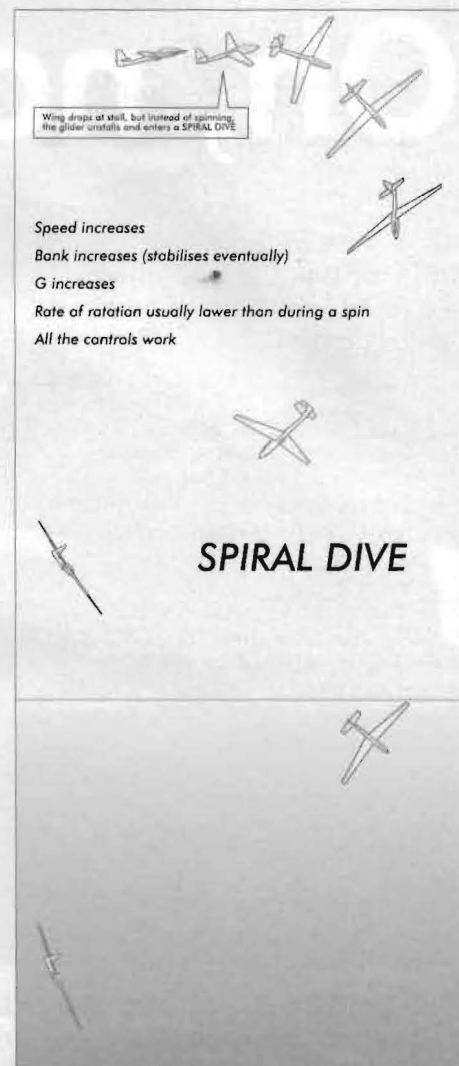 Wing drops at stall, but instead of spinning,
the glider unstalls and enters a SPIRAL DIVE
Speed increases
Bank increases (stabilises eventually)
G increases
Rate of rotation usually lower than during a spin
All the controls work
SPIRAL DIVE